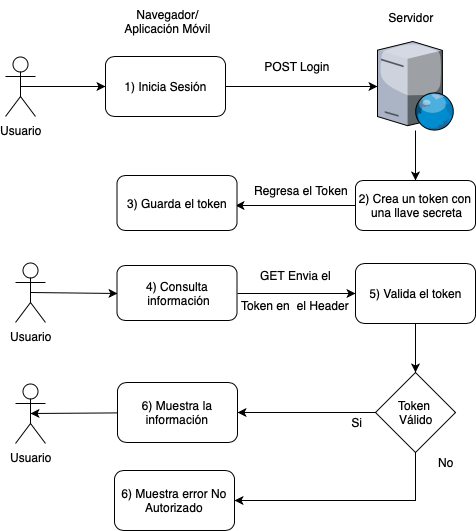 Navegador/
Aplicación Móvil
Servidor
Usuario
1) Inicia Sesión
POST Login
2) Crea un token con
una llave secreta
Regresa el Token
3) Guarda el token
Usuario
4) Consulta
información
GET Envia el
Token en el Header
5) Valida el token
Token
Válido
Si
No
6) Muestra la
información
Usuario
6) Muestra error No
Autorizado